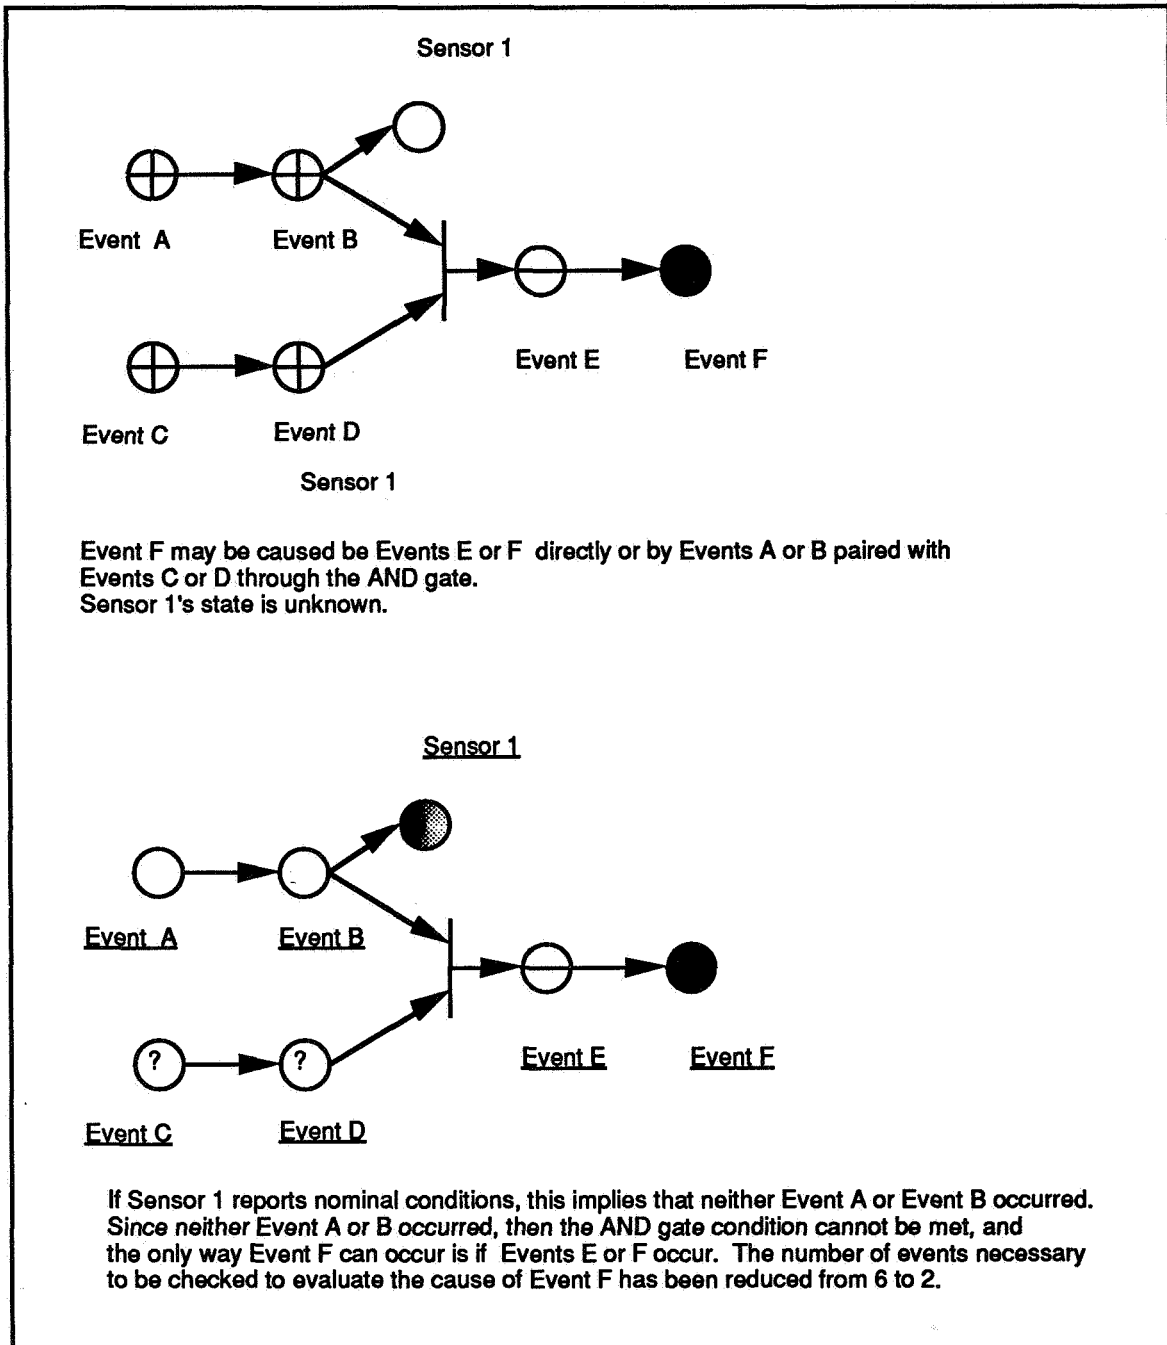 Sensor 1
Event A
Event B
Event E
Event F
Event C
Event D
Sensor 1
Event F may be caused be Events E or F directly or by Events A or B paired with
Events C or D through the AND gate.
Sensor 1's state is unknown.
Sensor 1
Event A
Event B
?
?
Event E
Event F
Event C
Event D
If Sensor 1 reports nominal conditions, this implies that neither Event A or Event B occurred.
Since neither Event A or B occurred, then the AND gate condition cannot be met, and
the only way Event F can occur is if Events E or F occur. The number of events necessary
to be checked to evaluate the cause of Event F has been reduced from 6 to 2.